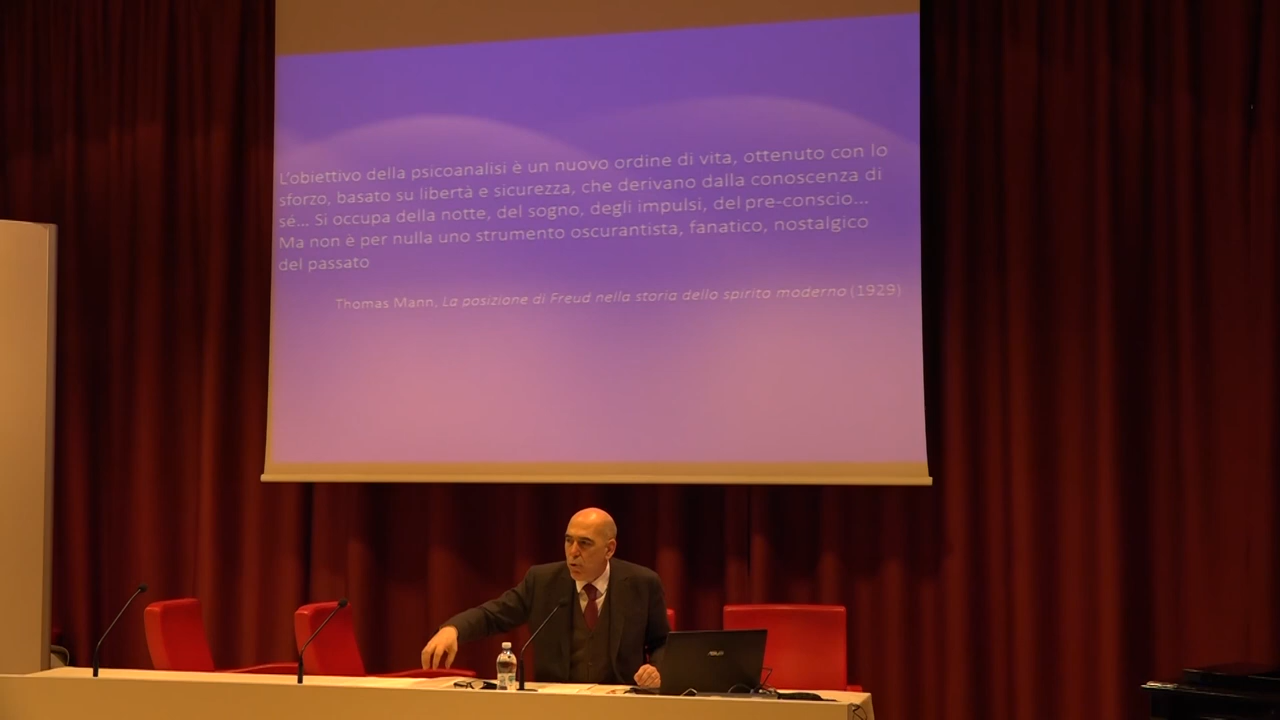 L'obiettivo della psicoanalisi è un nuovo ordine di vita, ottenuto con lo
sforzo, basato su libertà e sicurezza, che derivano dalla conoscenza di
sé... Si occupa della notte, del sogno, degli impulsi, del pre-conscio...
Ma non è per nulla uno strumento oscurantista, fanatico, nostalgico
del passato
Thomas Mann, La posizione di Freud nella storia dello spirito moderno (1929)
ASUS